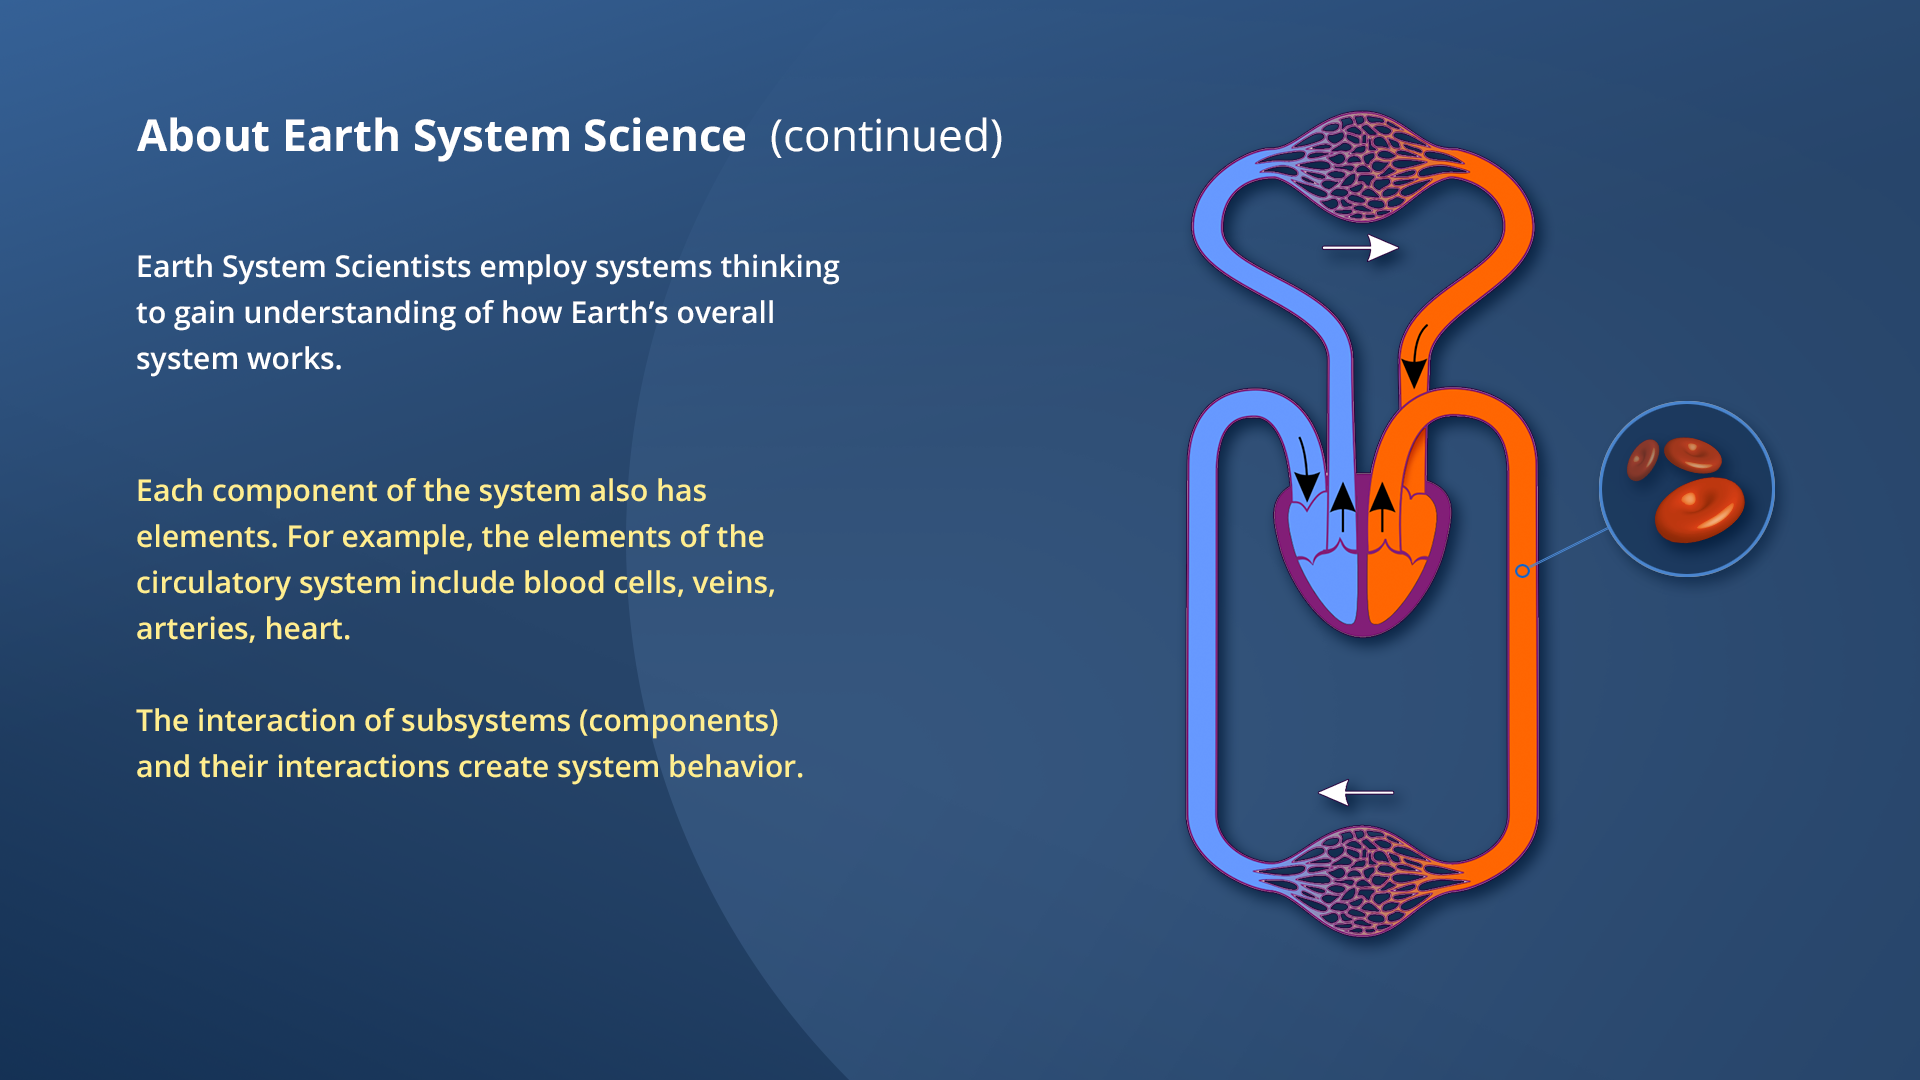 About Earth System Science (continued)
Earth System Scientists employ systems thinking
to gain understanding of how Earth’s overall
system works.
Each component of the system also has
elements. For example, the elements of the
circulatory system include blood cells, veins,
arteries, heart.
The interaction of subsystems (components)
and their interactions create system behavior.